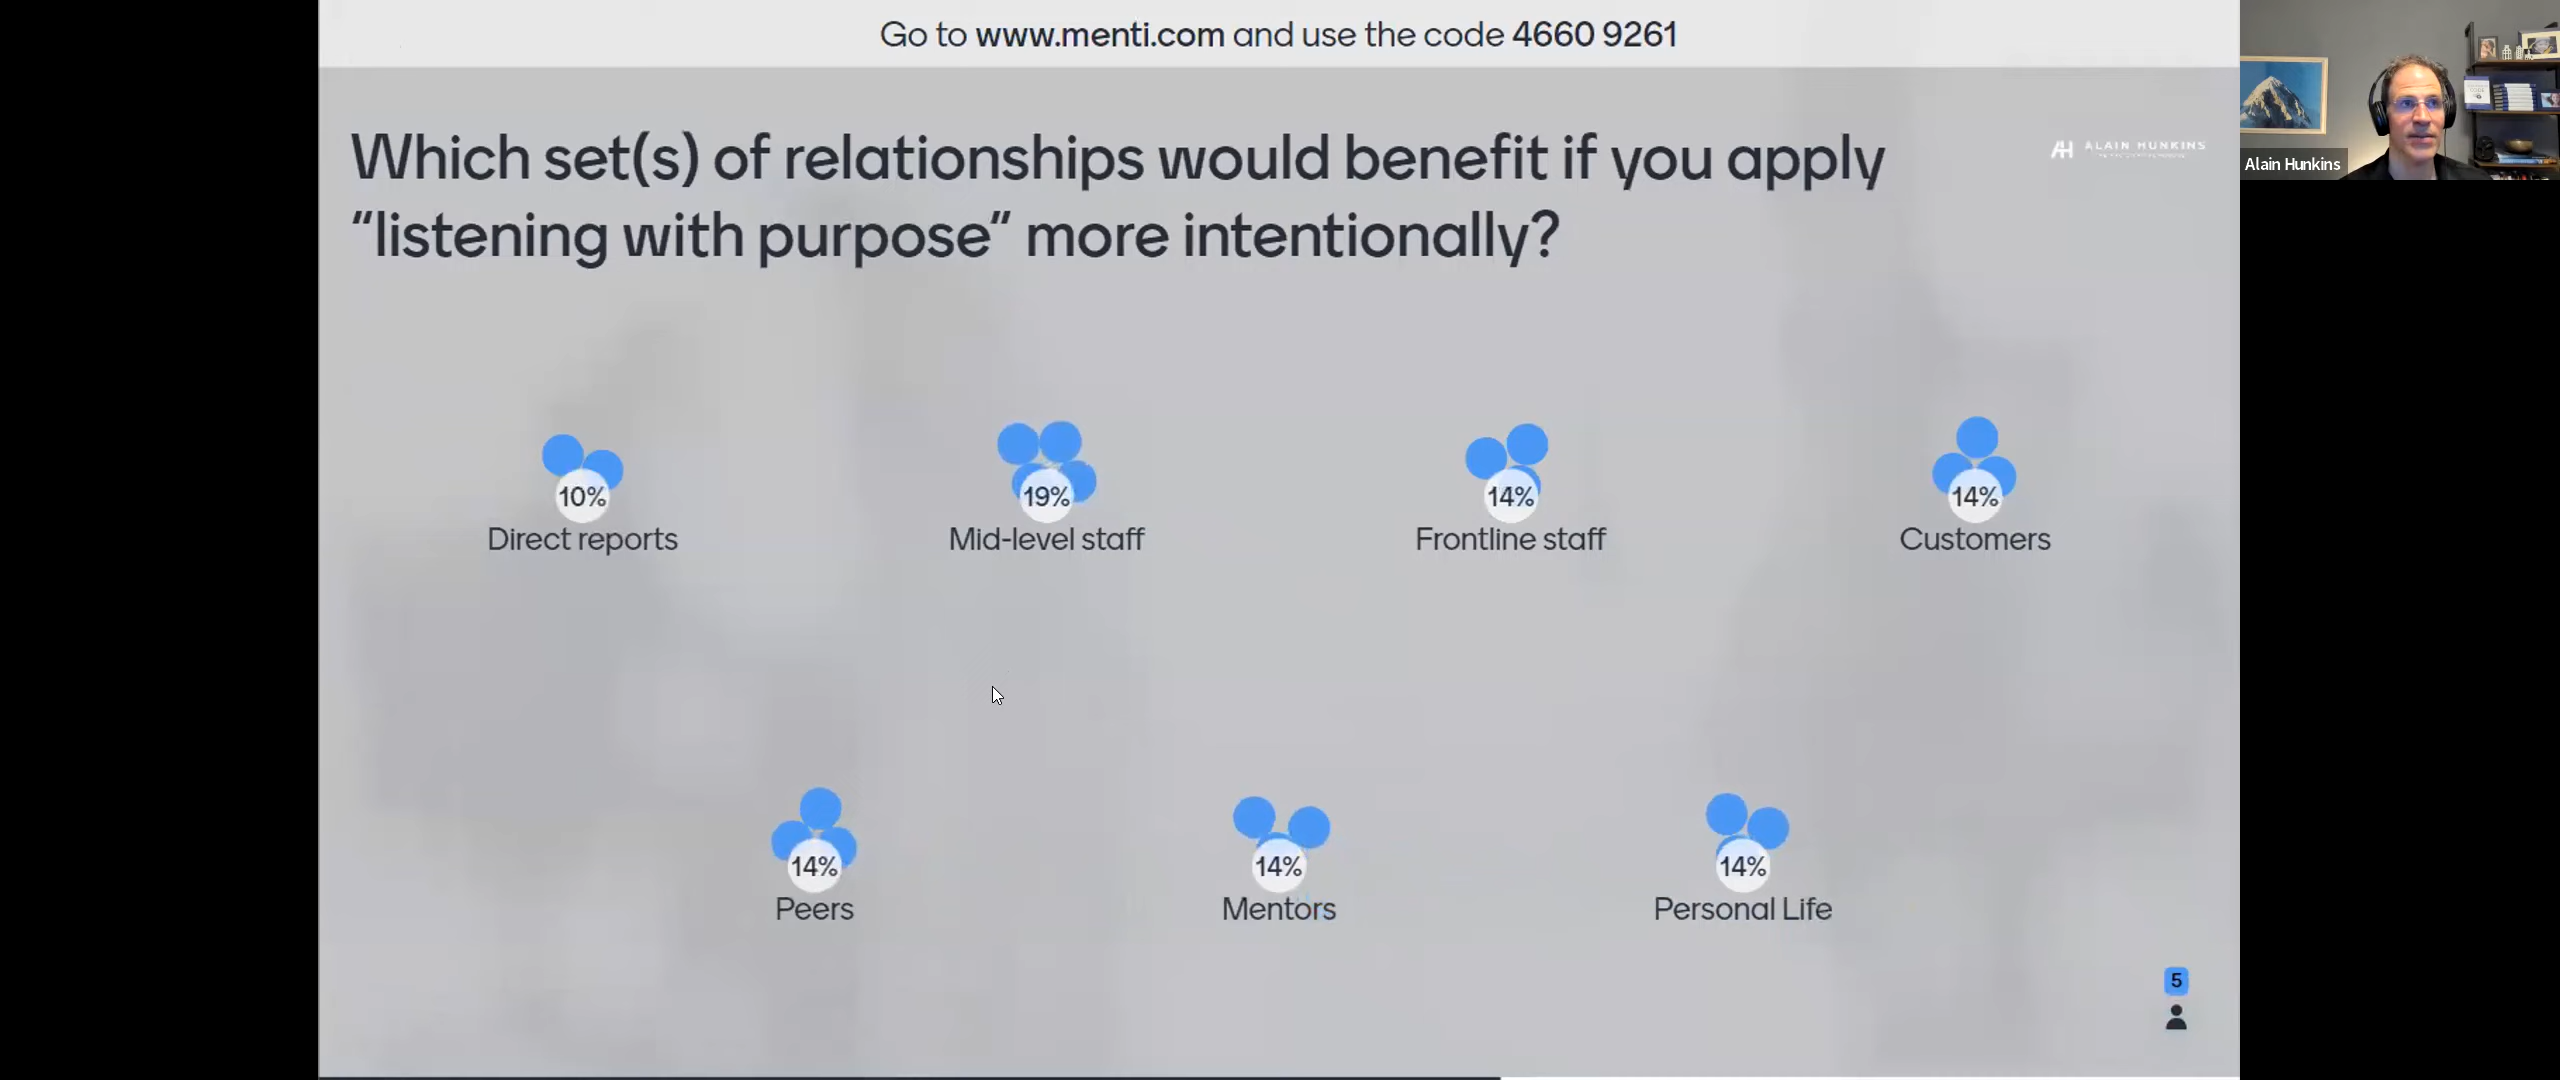 Go to www.menti.com and use the code 4660 9261
Which set(s) of relationships would benefit if you apply
“listening with purpose” more intentionally?
ALAIN HUNKINS
Alain Hunkins
10%
19%
14%
14%
Direct reports
Mid-level staff
Frontline staff
Customers
14%
14%
14%
Peers
Mentors
Personal Life
5